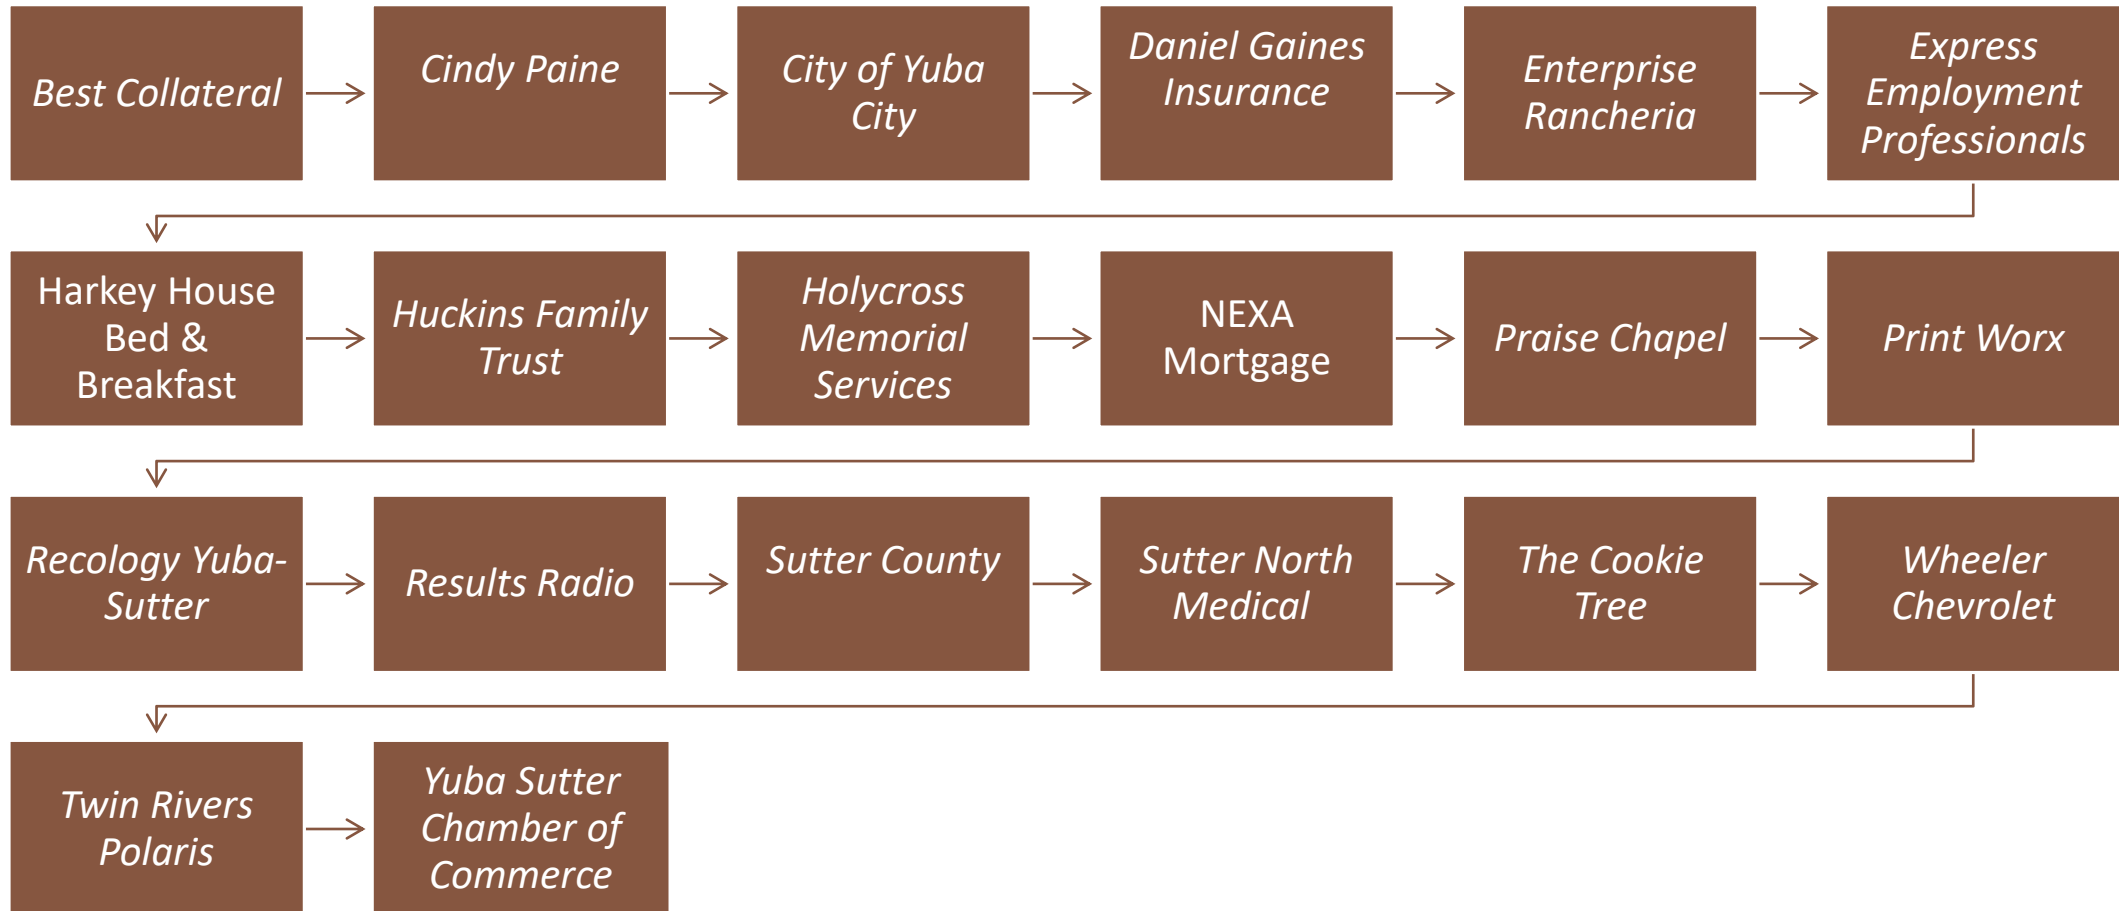 Best Collateral
Cindy Paine
City of Yuba
City
Daniel Gaines
Insurance
Enterprise
Rancheria
Express
Employment
Professionals
Harkey House
Bed &
Breakfast
Huckins Family
Trust
Holycross
Memorial
Services
NEXA
Mortgage
Praise Chapel
Print Worx
Recology Yuba-
Sutter
Results Radio
Sutter County
Sutter North
Medical
The Cookie
Tree
Wheeler
Chevrolet
Twin Rivers
Polaris
Yuba Sutter
Chamber of
Commerce